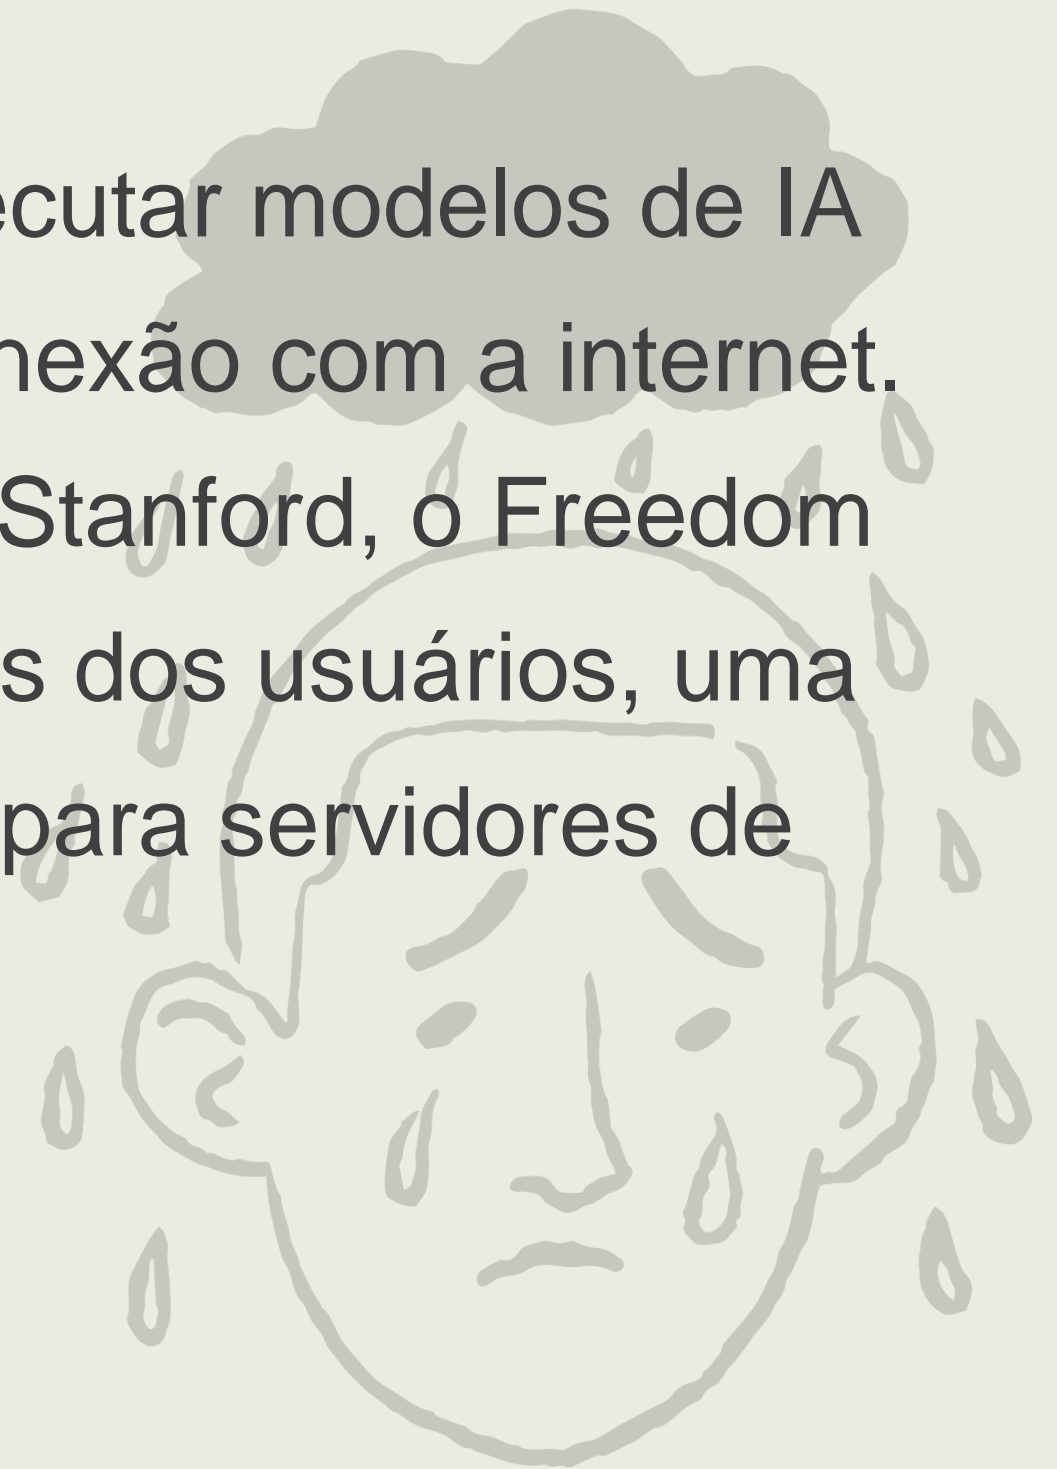 ecutar modelos de IA
nexão com a internet.
Stanford, o Freedom
s dos usuários, uma
para servidores de